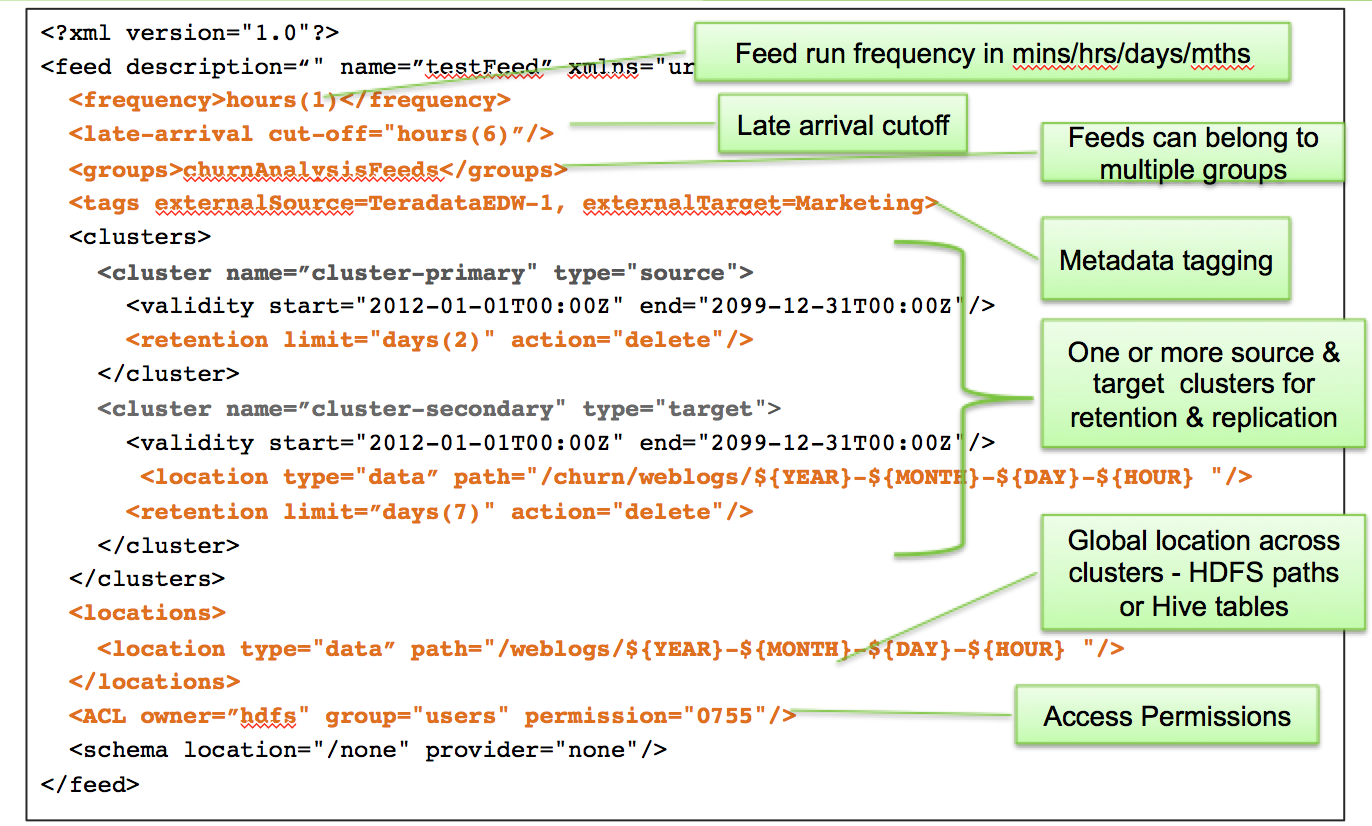 <?xml version="1.0"?>
<feed description=“" name=”testFeed” xmlns="ur
<frequency>hours(1)</frequency>
<late-arrival cut-off="hours(6)”/>
<groups>churnAnalysisFeeds</groups>
<tags externalSource=TeradataEDW-1, externalTarget=Marketing>
<clusters>
<cluster name=”cluster-primary" type="source">
<validity start="2012-01-01T00:00Z" end="2099-12-31T00:00Z"/>
<retention limit="days(2)" action="delete"/>
</cluster>
<cluster name=”cluster-secondary" type="target">
<validity start="2012-01-01T00:00Z" end="2099-12-31T00:00Z"/>
<location type="data” path="/churn/weblogs/${YEAR}-${MONTH}-${DAY}-${HOUR} "/>
<retention limit=”days(7)" action="delete"/>
</cluster>
</clusters>
<locations>
<location type="data” path="/weblogs/${YEAR}-${MONTH}-${DAY}-${HOUR} "/>
</locations>
<ACL owner=”hdfs" group="users" permission="0755"/>
<schema location="/none" provider="none"/>
</feed>
Feed run frequency in mins/hrs/days/mths
Late arrival cutoff
Feeds can belong to
multiple groups
Metadata tagging
One or more source &
target clusters for
retention & replication
Global location across
clusters - HDFS paths
or Hive tables
Access Permissions